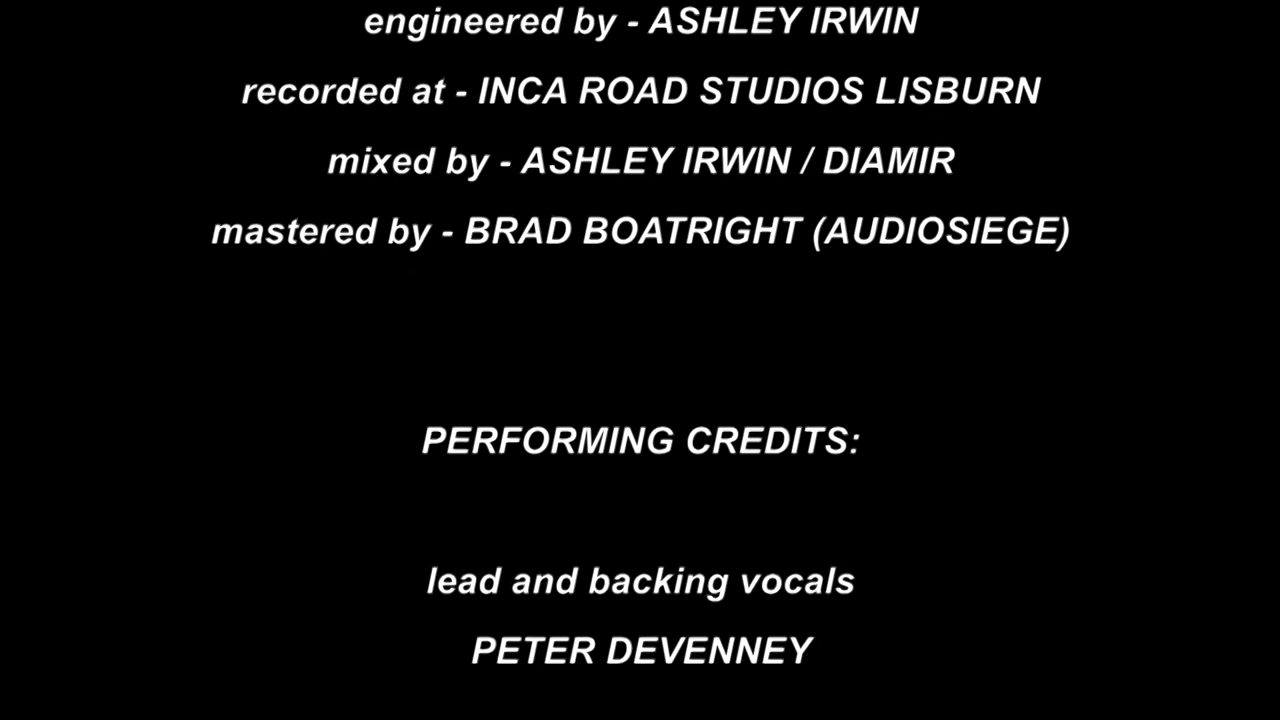 engineered by - ASHLEY IRWIN
recorded at - INCA ROAD STUDIOS LISBURN
mixed by - ASHLEY IRWIN / DIAMIR
mastered by - BRAD BOATRIGHT (AUDIOSIEGE)
PERFORMING CREDITS:
lead and backing vocals
PETER DEVENNEY